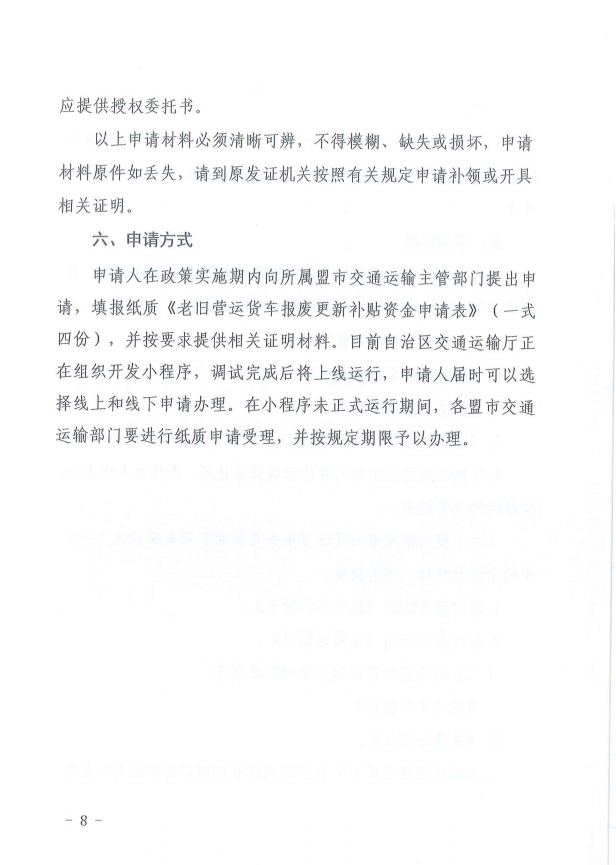 应提供授权委托书。
以上申请材料必须清晰可辨，不得模糊、缺失或损坏，申请
材料原件如丢失，请到原发证机关按照有关规定申请补领或开具
相关证明。
六、申请方式
申请人在政策实施期内向所属盟市交通运输主管部门提出申
请，填报纸质《老旧营运货车报废更新补贴资金申请表》（一式
四份），并按要求提供相关证明材料。目前自治区交通运输厅正
在组织开发小程序，调试完成后将上线运行，申请人届时可以选
择线上和线下申请办理。在小程序未正式运行期间，各盟市交通
运输部门要进行纸质申请受理，并按规定期限予以办理。
- 8 -